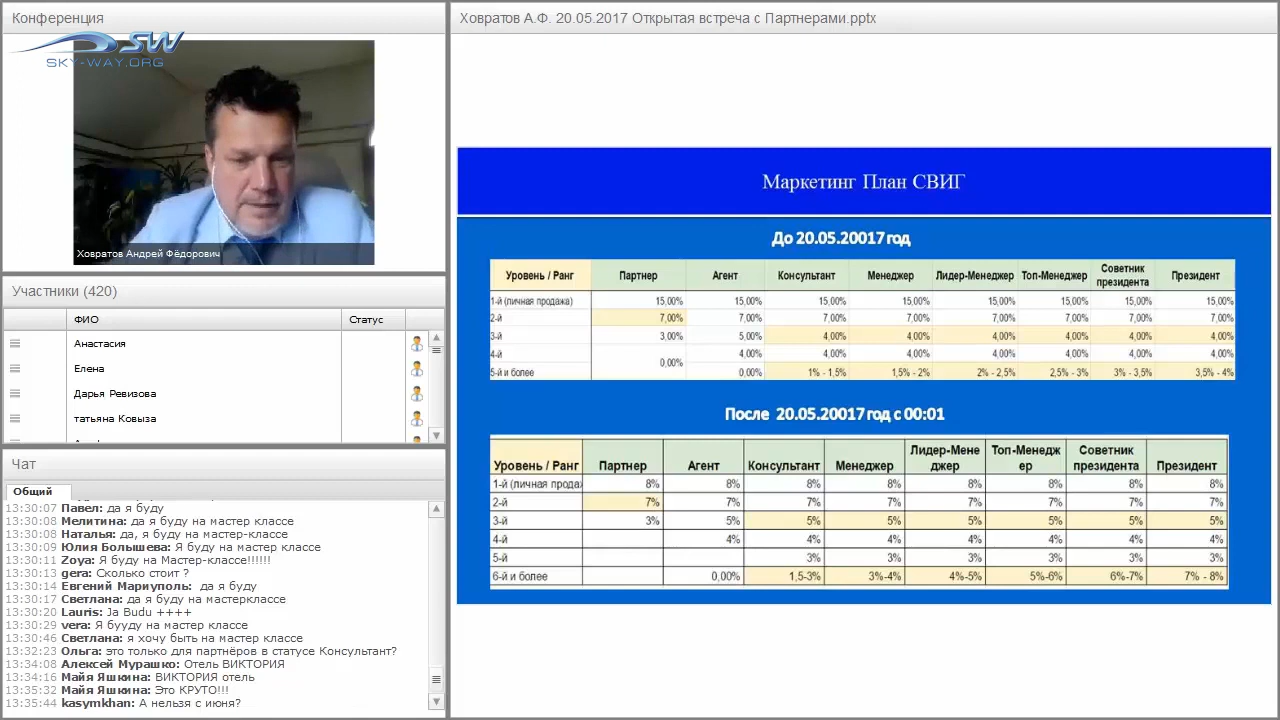 Конференция
SW
SKY-WAY.ORG
Ховратов Андрей Фёдорович
Участники (420)
ФИО Статус
Анастасия
Елена
Дарья Ревизова
татьяна Ковыза
Чат
Общий
13:30:07 Павел: да я буду
13:30:08 Мелитина: да я буду на мастер классе
13:30:08 Наталья: да, я буду на мастер-классе
13:30:09 Юлия Болышева: Я буду на мастер классе
13:30:11 Zoya: Я буду на Мастер-классе!!!!!!
13:30:13 gera: Сколько стоит ?
13:30:14 Евгений Мариуполь: да я буду
13:30:17 Светлана: да я буду на мастерклассе
13:30:20 Lauris: Ja Budu ++++
13:30:29 vera: Я бууду на мастер классе
13:30:46 Светлана: я хочу быть на мастер классе
13:32:23 Ольга: это только для партнёров в статусе Консультант?
13:34:08 Алексей Мурашко: Отель ВИКТОРИЯ
13:34:16 Майя Яшкина: ВИКТОРИЯ отель
13:35:32 Майя Яшкина: Это КРУТО!!!
13:35:44 kasymkhan: А нельзя с июня?
Ховратов А.Ф. 20.05.2017 Открытая встреча с Партнерами.pptx
Маркетинг План СВИГ
До 20.05.20017 год
Уровень / Ранг Партнер Агент Консультант Менеджер Лидер-Менеджер Топ-Менеджер Советник президента Президент
1-й (личная продажа) 15,00% 15,00% 15,00% 15,00% 15,00% 15,00% 15,00% 15,00%
2-й 7,00% 7,00% 7,00% 7,00% 7,00% 7,00% 7,00% 7,00%
3-й 3,00% 5,00% 4,00% 4,00% 4,00% 4,00% 4,00% 4,00%
4-й 0,00% 4,00% 4,00% 4,00% 4,00% 4,00% 4,00% 4,00%
5-й и более 0,00% 1% - 1,5% 1,5% - 2% 2% - 2,5% 2,5% - 3% 3% - 3,5% 3,5% - 4%
После 20.05.20017 год с 00:01
Уровень / Ранг Партнер Агент Консультант Менеджер Лидер-Мене джер Топ-Менедж ер Советник президента Президент
1-й (личная прода 8% 8% 8% 8% 8% 8% 8% 8%
2-й 7% 7% 7% 7% 7% 7% 7% 7%
3-й 3% 5% 5% 5% 5% 5% 5% 5%
4-й 4% 4% 4% 4% 4% 4% 4%
5-й 3% 3% 3% 3% 3% 3%
6-й и более 0,00% 1,5-3% 3%-4% 4%-5% 5%-6% 6%-7% 7% - 8%